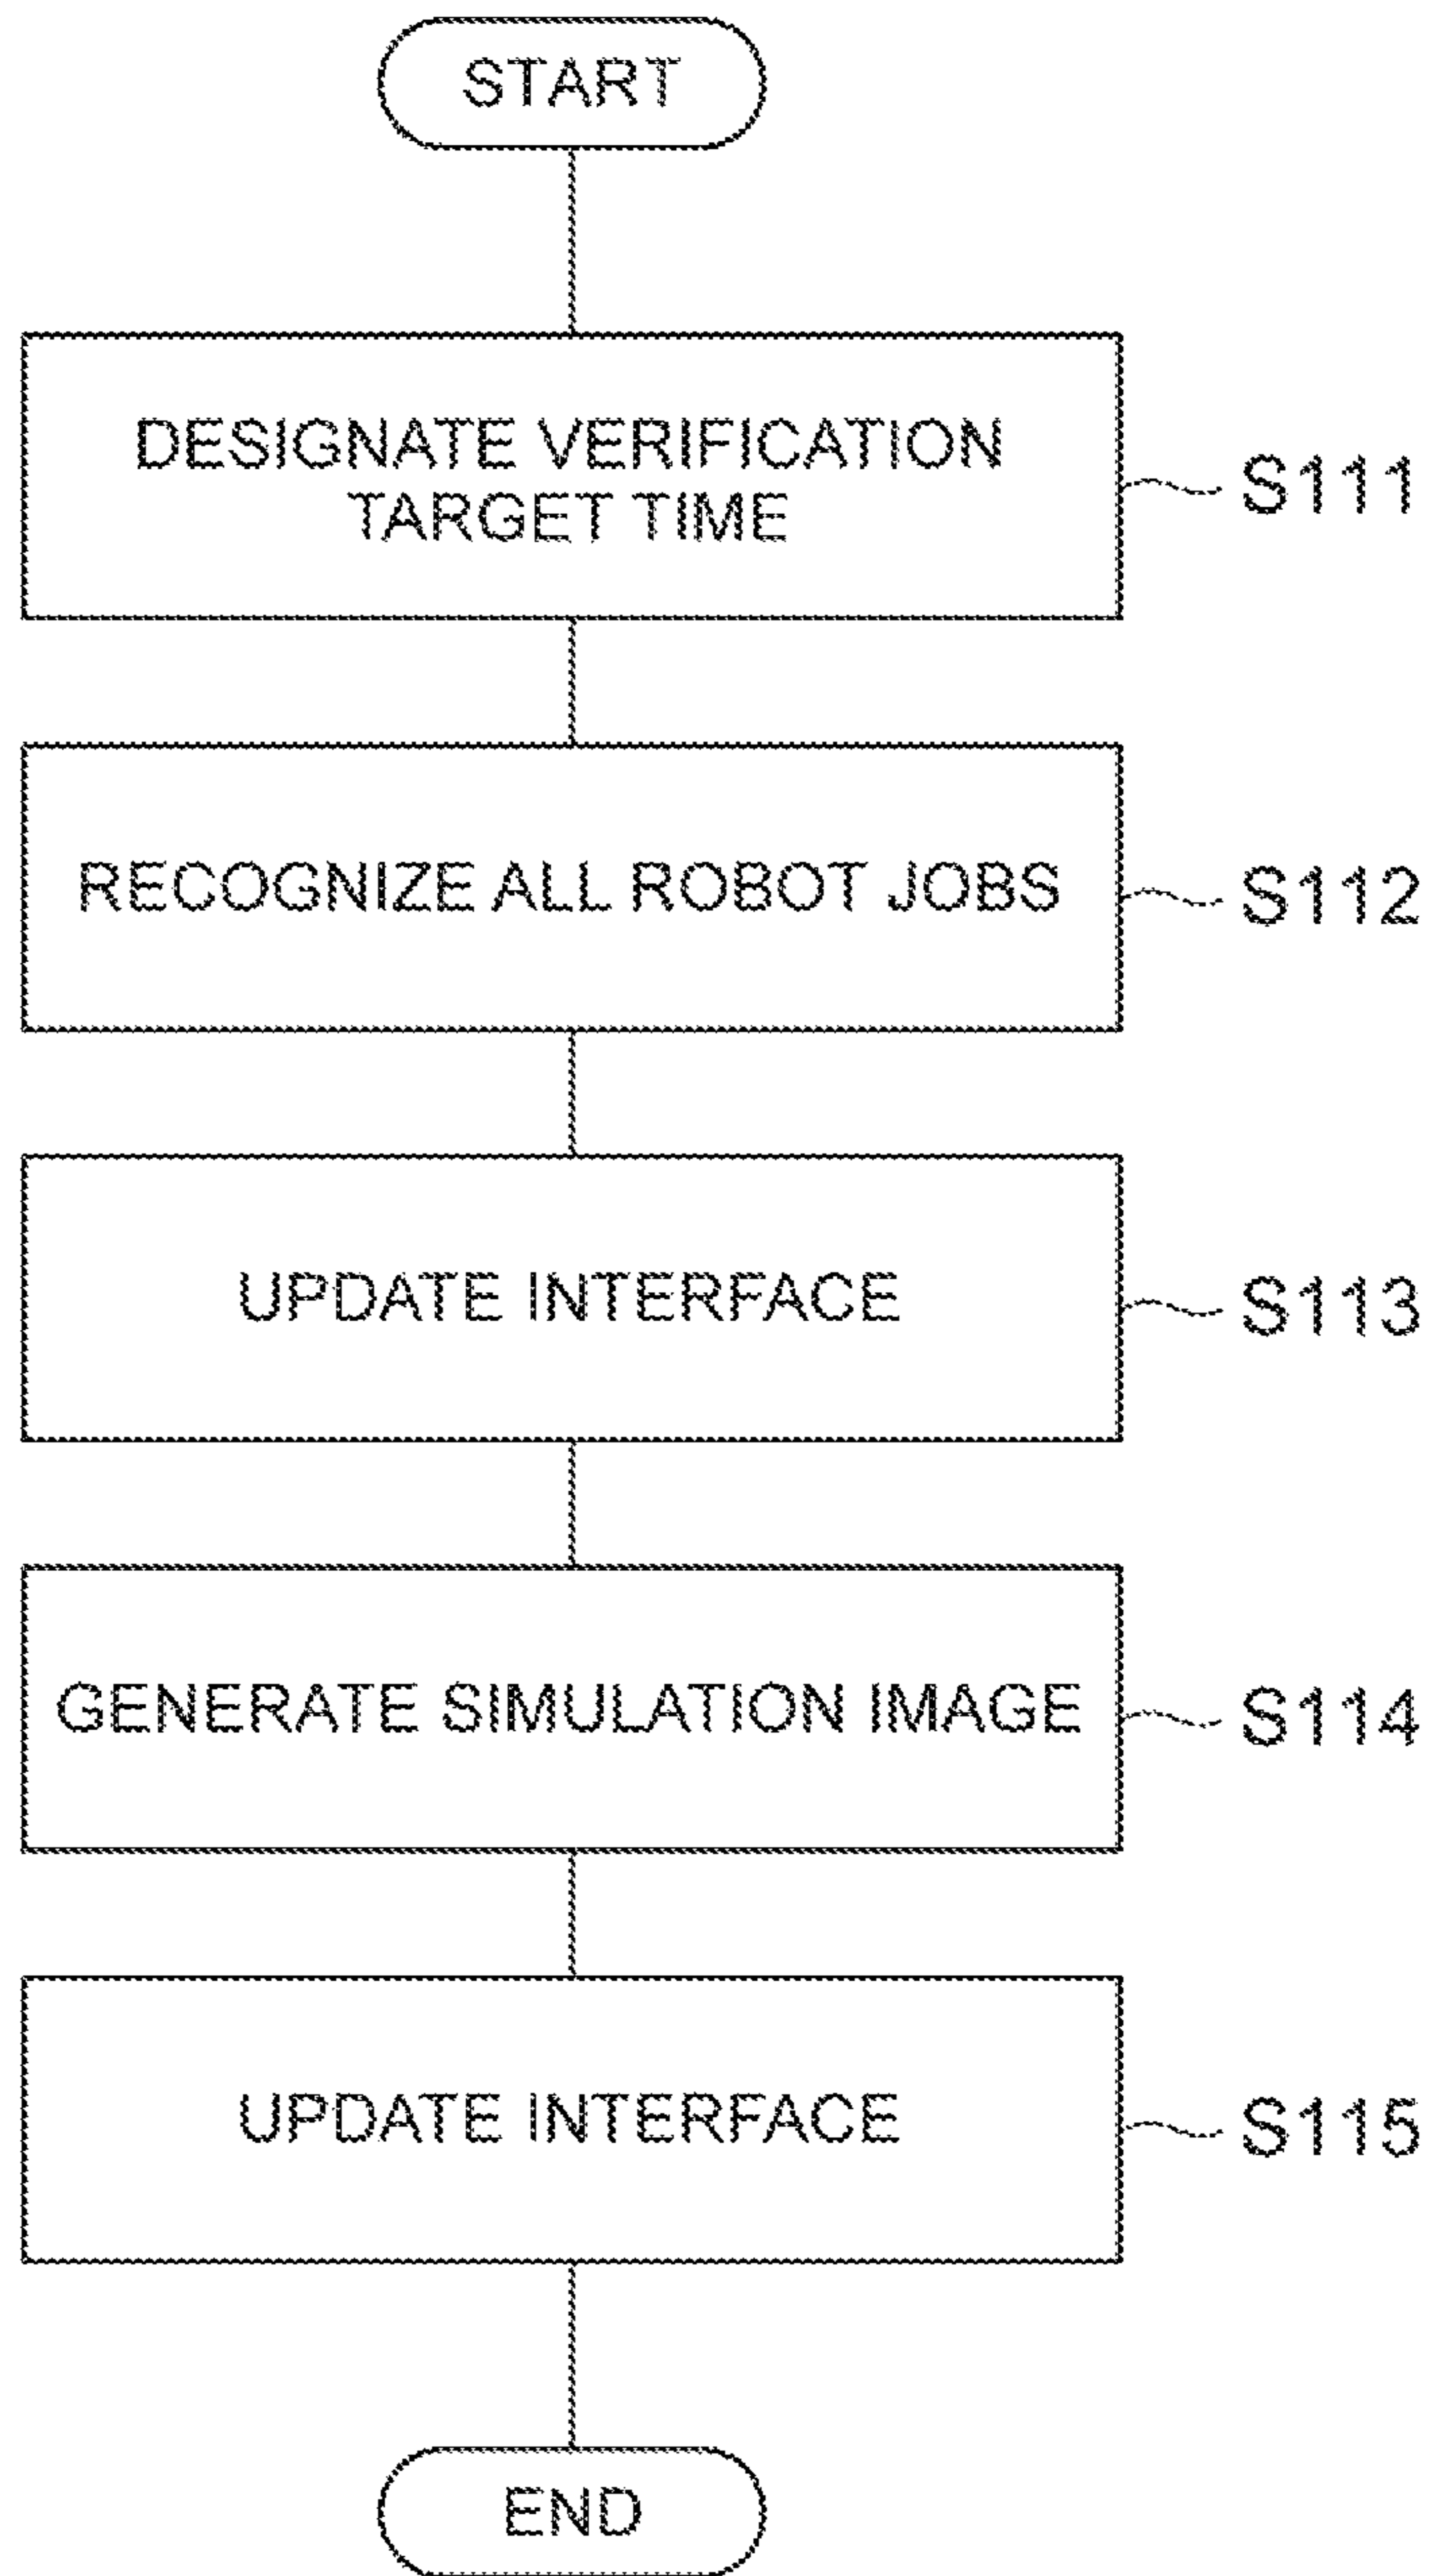 START
DESIGNATE VERIFICATION
TARGET TIME
S111
RECOGNIZE ALL ROBOT JOBS
S112
UPDATE INTERFACE
S113
GENERATE SIMULATION IMAGE
S114
UPDATE INTERFACE
S115
END